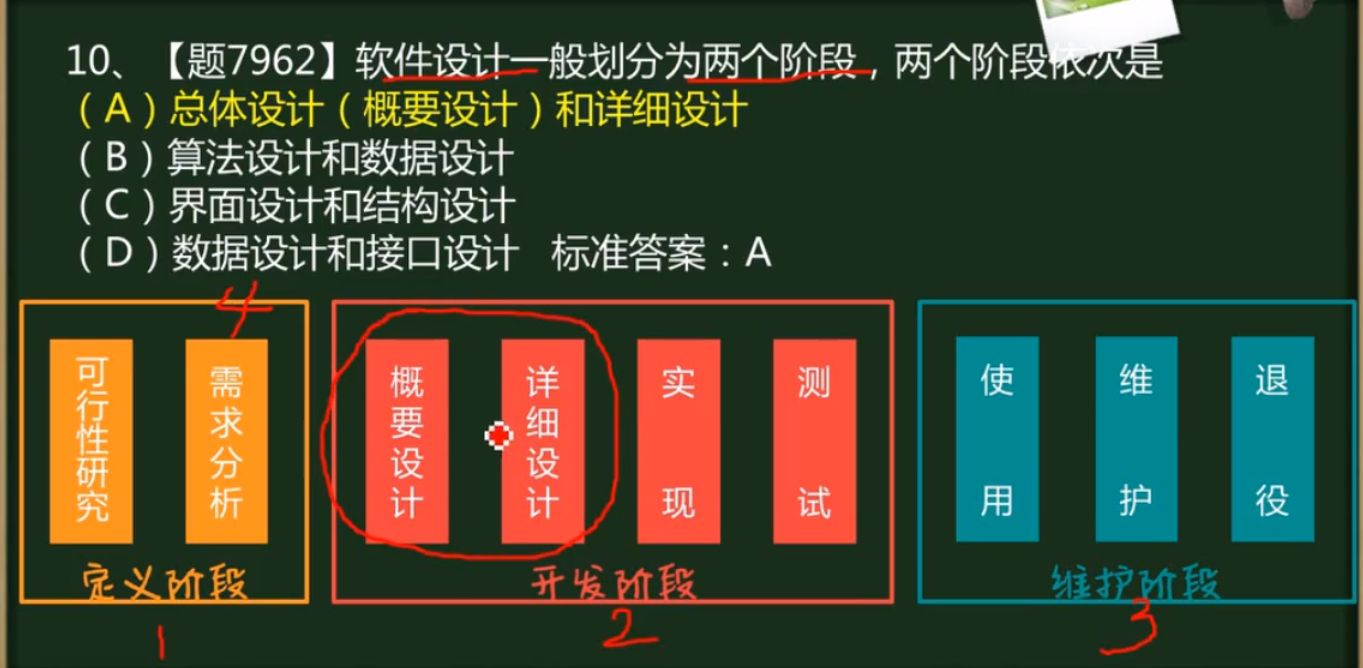 10、【题7962】软件设计一般划分为两个阶段，两个阶段依次是
（A）总体设计（概要设计）和详细设计
（B）算法设计和数据设计
（C）界面设计和结构设计
（D）数据设计和接口设计 标准答案：A
4
可行性研究
需求分析
概要设计
详细设计
实现
测试
使用
维护
退役
定义阶段
开发阶段
维护阶段
1
2
3